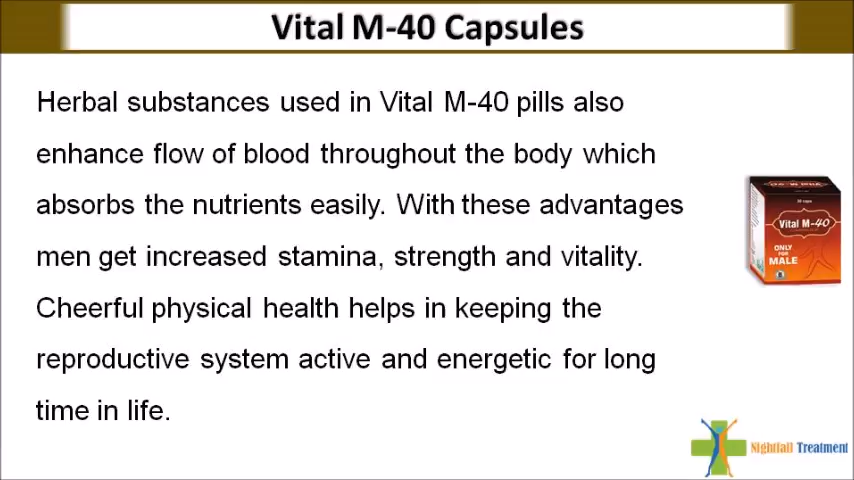 Vital M-40 Capsules
Herbal substances used in Vital M-40 pills also
enhance flow of blood throughout the body which
absorbs the nutrients easily. With these advantages
men get increased stamina, strength and vitality.
Cheerful physical health helps in keeping the
reproductive system active and energetic for long
time in life.
Vital M-40
ONLY
FOR
MALE
Nightfall Treatment